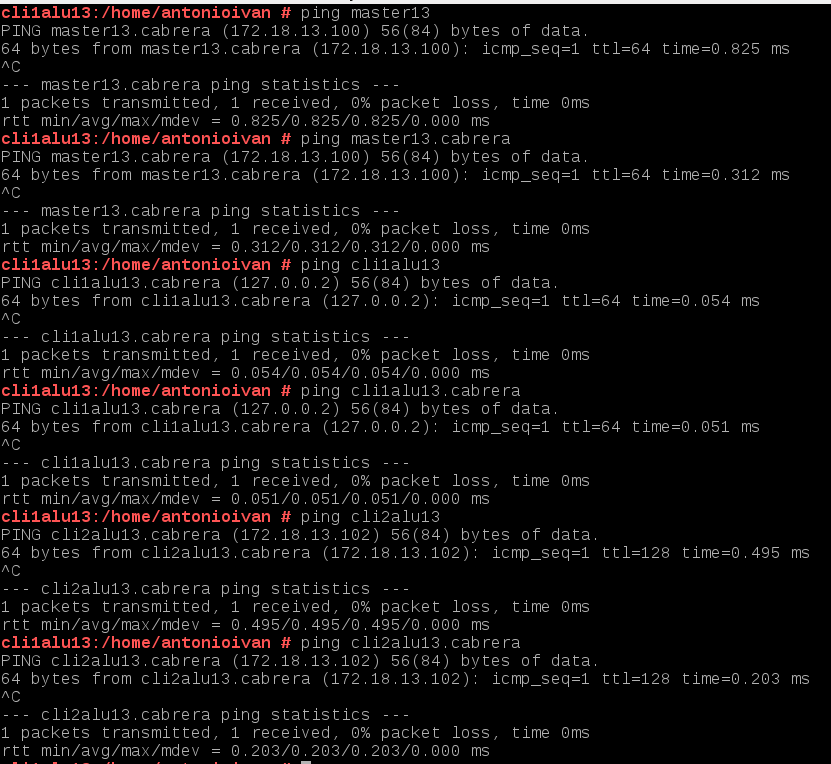 cli1alu13:/home/antonioivan # ping master13
PING master13.cabrera (172.18.13.100) 56(84) bytes of data.
64 bytes from master13.cabrera (172.18.13.100): icmp_seq=1 ttl=64 time=0.825 ms
^C
--- master13.cabrera ping statistics ---
1 packets transmitted, 1 received, 0% packet loss, time 0ms
rtt min/avg/max/mdev = 0.825/0.825/0.825/0.000 ms
cli1alu13:/home/antonioivan # ping master13.cabrera
PING master13.cabrera (172.18.13.100) 56(84) bytes of data.
64 bytes from master13.cabrera (172.18.13.100): icmp_seq=1 ttl=64 time=0.312 ms
^C
--- master13.cabrera ping statistics ---
1 packets transmitted, 1 received, 0% packet loss, time 0ms
rtt min/avg/max/mdev = 0.312/0.312/0.312/0.000 ms
cli1alu13:/home/antonioivan # ping cli1alu13
PING cli1alu13.cabrera (127.0.0.2) 56(84) bytes of data.
64 bytes from cli1alu13.cabrera (127.0.0.2): icmp_seq=1 ttl=64 time=0.054 ms
^C
--- cli1alu13.cabrera ping statistics ---
1 packets transmitted, 1 received, 0% packet loss, time 0ms
rtt min/avg/max/mdev = 0.054/0.054/0.054/0.000 ms
cli1alu13:/home/antonioivan # ping cli1alu13.cabrera
PING cli1alu13.cabrera (127.0.0.2) 56(84) bytes of data.
64 bytes from cli1alu13.cabrera (127.0.0.2): icmp_seq=1 ttl=64 time=0.051 ms
^C
--- cli1alu13.cabrera ping statistics ---
1 packets transmitted, 1 received, 0% packet loss, time 0ms
rtt min/avg/max/mdev = 0.051/0.051/0.051/0.000 ms
cli1alu13:/home/antonioivan # ping cli2alu13
PING cli2alu13.cabrera (172.18.13.102) 56(84) bytes of data.
64 bytes from cli2alu13.cabrera (172.18.13.102): icmp_seq=1 ttl=128 time=0.495 ms
^C
--- cli2alu13.cabrera ping statistics ---
1 packets transmitted, 1 received, 0% packet loss, time 0ms
rtt min/avg/max/mdev = 0.495/0.495/0.495/0.000 ms
cli1alu13:/home/antonioivan # ping cli2alu13.cabrera
PING cli2alu13.cabrera (172.18.13.102) 56(84) bytes of data.
64 bytes from cli2alu13.cabrera (172.18.13.102): icmp_seq=1 ttl=128 time=0.203 ms
^C
--- cli2alu13.cabrera ping statistics ---
1 packets transmitted, 1 received, 0% packet loss, time 0ms
rtt min/avg/max/mdev = 0.203/0.203/0.203/0.000 ms